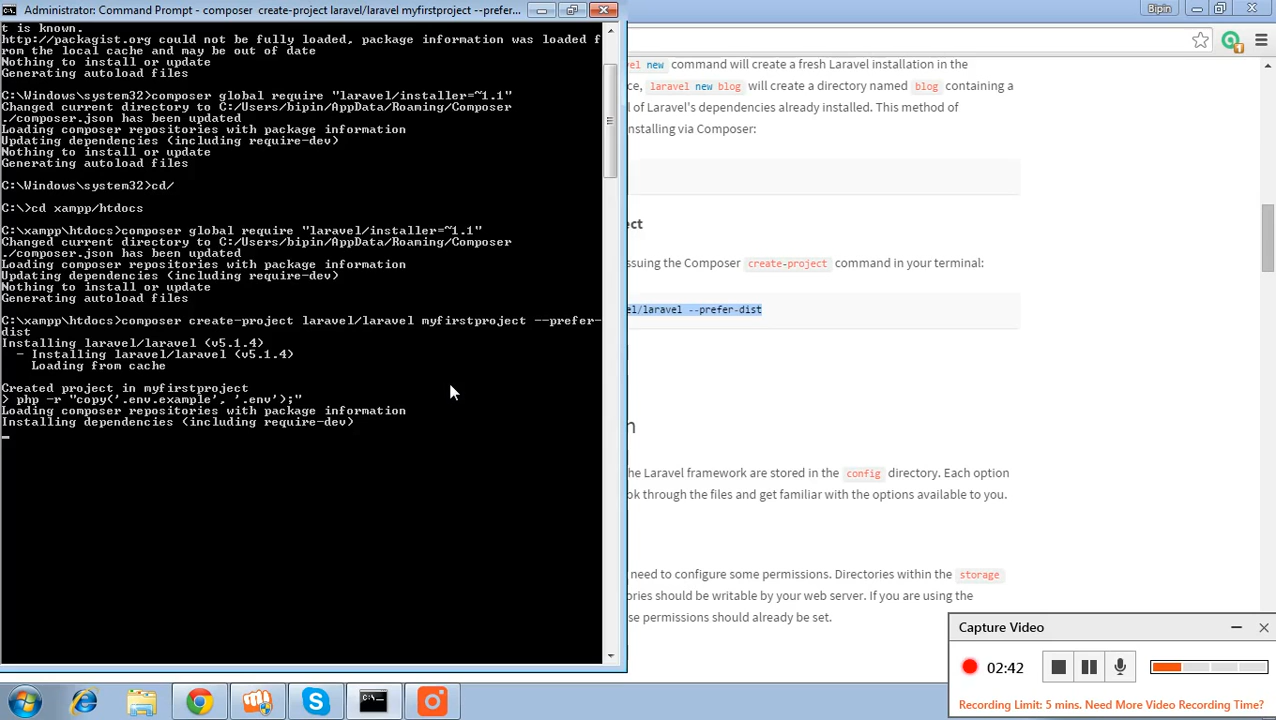 Administrator: Command Prompt - composer  create-project laravel/laravel myfirstproject --prefer...
t is known.
http://packagist.org could not be fully loaded, package information was loaded f
rom the local cache and may be out of date
Nothing to install or update
Generating autoload files
C:\Windows\system32>composer global require "laravel/installer=~1.1"
Changed current directory to C:/Users/bipin/AppData/Roaming/Composer
./composer.json has been updated
Loading composer repositories with package information
Updating dependencies (including require-dev)
Nothing to install or update
Generating autoload files
C:\Windows\system32>cd/
C:\>cd xampp/htdocs
C:\xampp\htdocs>composer global require "laravel/installer=~1.1"
Changed current directory to C:/Users/bipin/AppData/Roaming/Composer
./composer.json has been updated
Loading composer repositories with package information
Updating dependencies (including require-dev)
Nothing to install or update
Generating autoload files
C:\xampp\htdocs>composer create-project laravel/laravel myfirstproject --prefer-
dist
Installing laravel/laravel (v5.1.4)
- Installing laravel/laravel (v5.1.4)
Loading from cache
Created project in myfirstproject
> php -r "copy('.env.example', '.env');"
Loading composer repositories with package information
Installing dependencies (including require-dev)
Bipin
vel new command will create a fresh Laravel installation in the
ce, laravel new blog will create a directory named blog containing a
l of Laravel's dependencies already installed. This method of
nstalling via Composer:
ect
ssuing the Composer create-project command in your terminal:
el/laravel --prefer-dist
n
he Laravel framework are stored in the config directory. Each option
ok through the files and get familiar with the options available to you.
need to configure some permissions. Directories within the storage
ries should be writable by your web server. If you are using the
se permissions should already be set.
Capture Video
02:42
Recording Limit: 5 mins. Need More Video Recording Time?